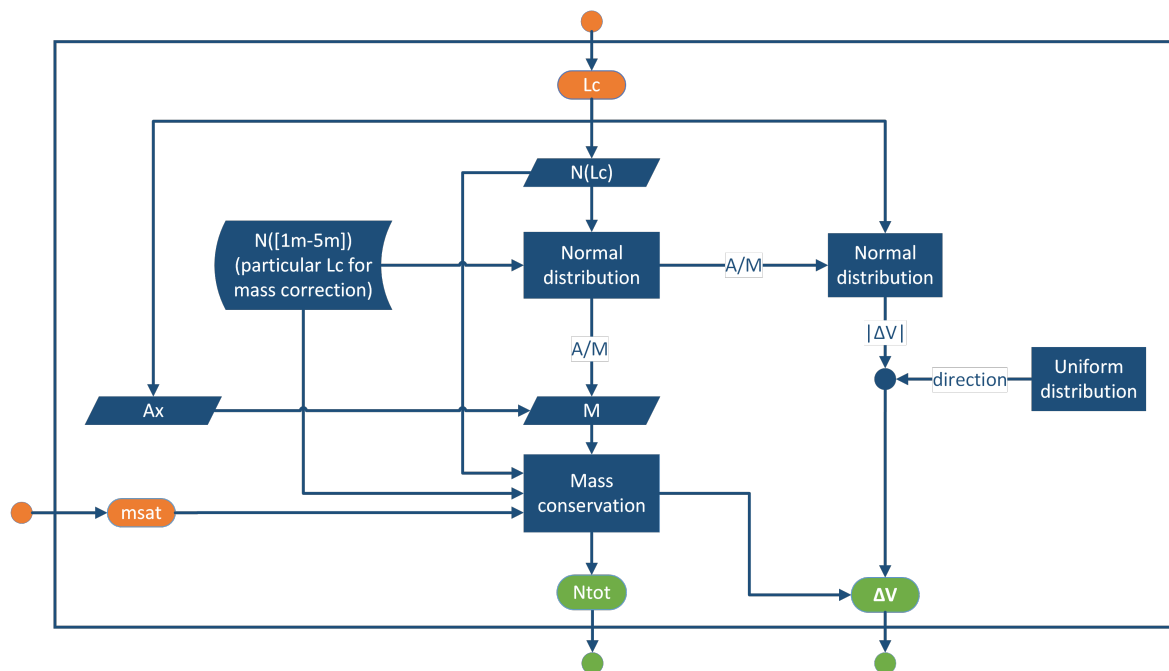 Lc
N(Lc)
N([1m-5m])
(particular Lc for
mass correction)
Normal
distribution
A/M
Normal
distribution
A/M
|ΔV|
direction
Uniform
distribution
Ax
M
Mass
conservation
msat
Ntot
ΔV